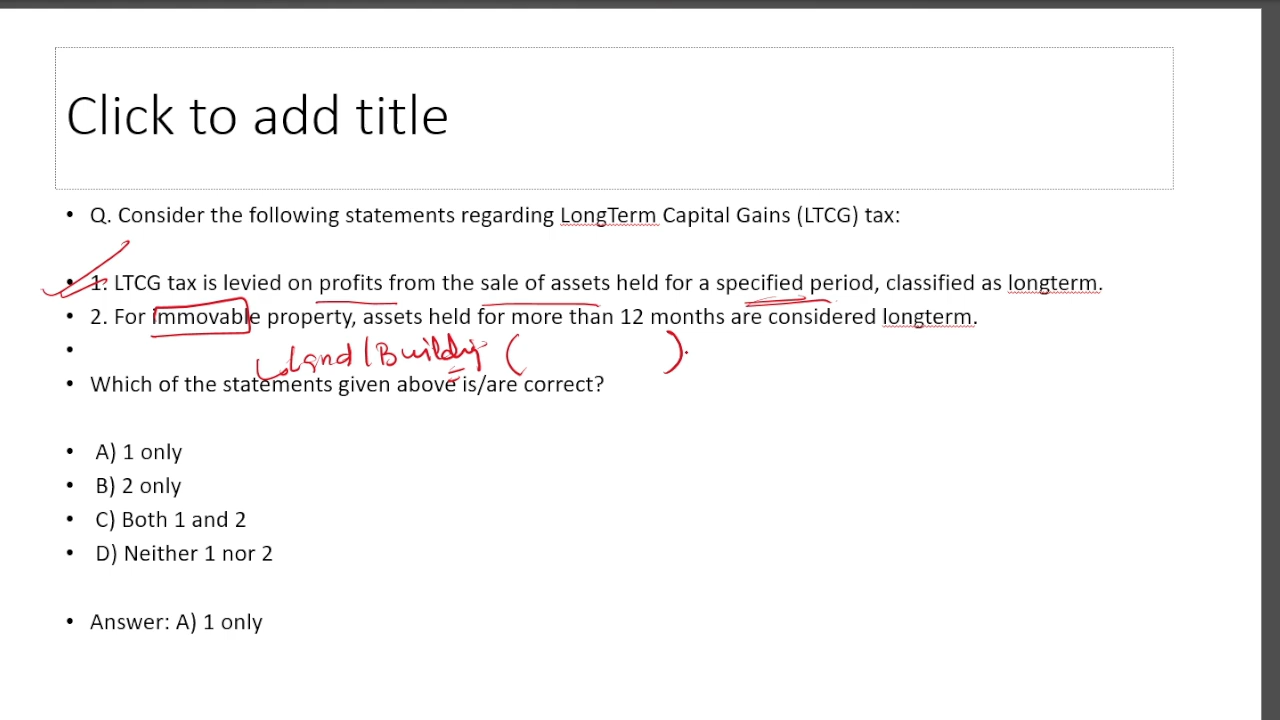 Click to add title
• Q. Consider the following statements regarding LongTerm Capital Gains (LTCG) tax:
• 1. LTCG tax is levied on profits from the sale of assets held for a specified period, classified as longterm.
• 2. For immovable property, assets held for more than 12 months are considered longterm.
•
Land / Building ( ).
• Which of the statements given above is/are correct?
• A) 1 only
• B) 2 only
• C) Both 1 and 2
• D) Neither 1 nor 2
• Answer: A) 1 only